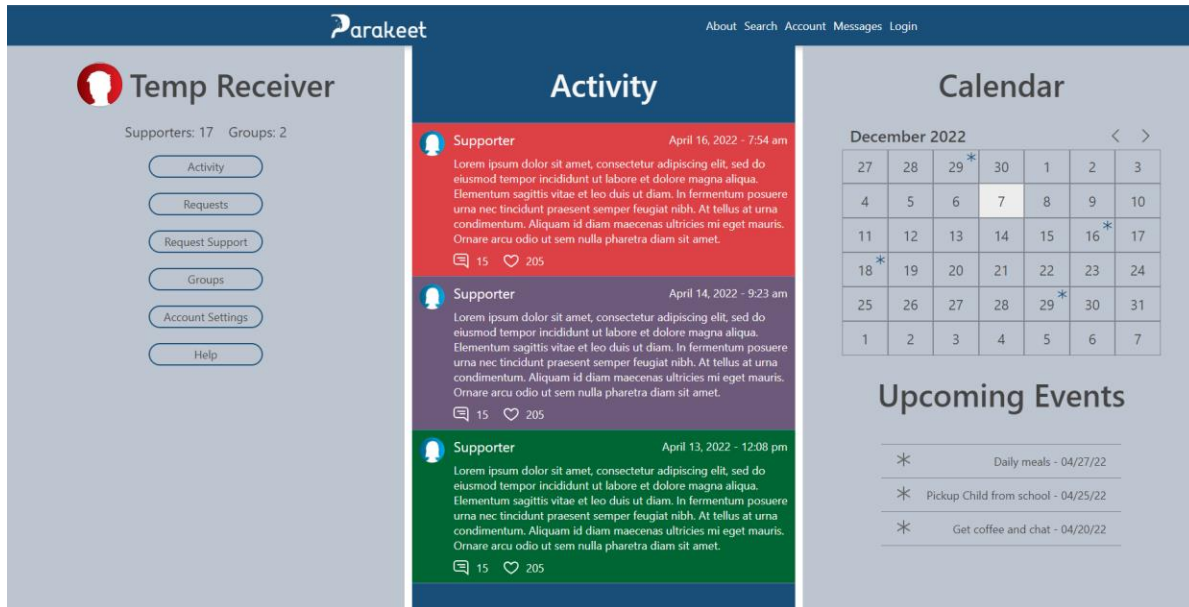 Parakeet
About Search Account Messages Login
Temp Receiver
Supporters: 17 Groups: 2
Activity
Requests
Request Support
Groups
Account Settings
Help
Activity
Supporter April 16, 2022 - 7:54 am
Lorem ipsum dolor sit amet, consectetur adipiscing elit, sed do
eiusmod tempor incididunt ut labore et dolore magna aliqua.
Elementum sagittis vitae et leo duis ut diam. In fermentum posuere
urna nec tincidunt praesent semper feugiat nibh. At tellus at urna
condimentum. Aliquam id diam maecenas ultricies mi eget mauris.
Ornare arcu odio ut sem nulla pharetra diam sit amet.
15 205
Supporter April 14, 2022 - 9:23 am
Lorem ipsum dolor sit amet, consectetur adipiscing elit, sed do
eiusmod tempor incididunt ut labore et dolore magna aliqua.
Elementum sagittis vitae et leo duis ut diam. In fermentum posuere
urna nec tincidunt praesent semper feugiat nibh. At tellus at urna
condimentum. Aliquam id diam maecenas ultricies mi eget mauris.
Ornare arcu odio ut sem nulla pharetra diam sit amet.
15 205
Supporter April 13, 2022 - 12:08 pm
Lorem ipsum dolor sit amet, consectetur adipiscing elit, sed do
eiusmod tempor incididunt ut labore et dolore magna aliqua.
Elementum sagittis vitae et leo duis ut diam. In fermentum posuere
urna nec tincidunt praesent semper feugiat nibh. At tellus at urna
condimentum. Aliquam id diam maecenas ultricies mi eget mauris.
Ornare arcu odio ut sem nulla pharetra diam sit amet.
15 205
Calendar
December 2022 < >
27 28 29* 30 1 2 3
4 5 6 7 8 9 10
11 12 13 14 15 16* 17
18* 19 20 21 22 23 24
25 26 27 28 29* 30 31
1 2 3 4 5 6 7
Upcoming Events
* Daily meals - 04/27/22
* Pickup Child from school - 04/25/22
* Get coffee and chat - 04/20/22